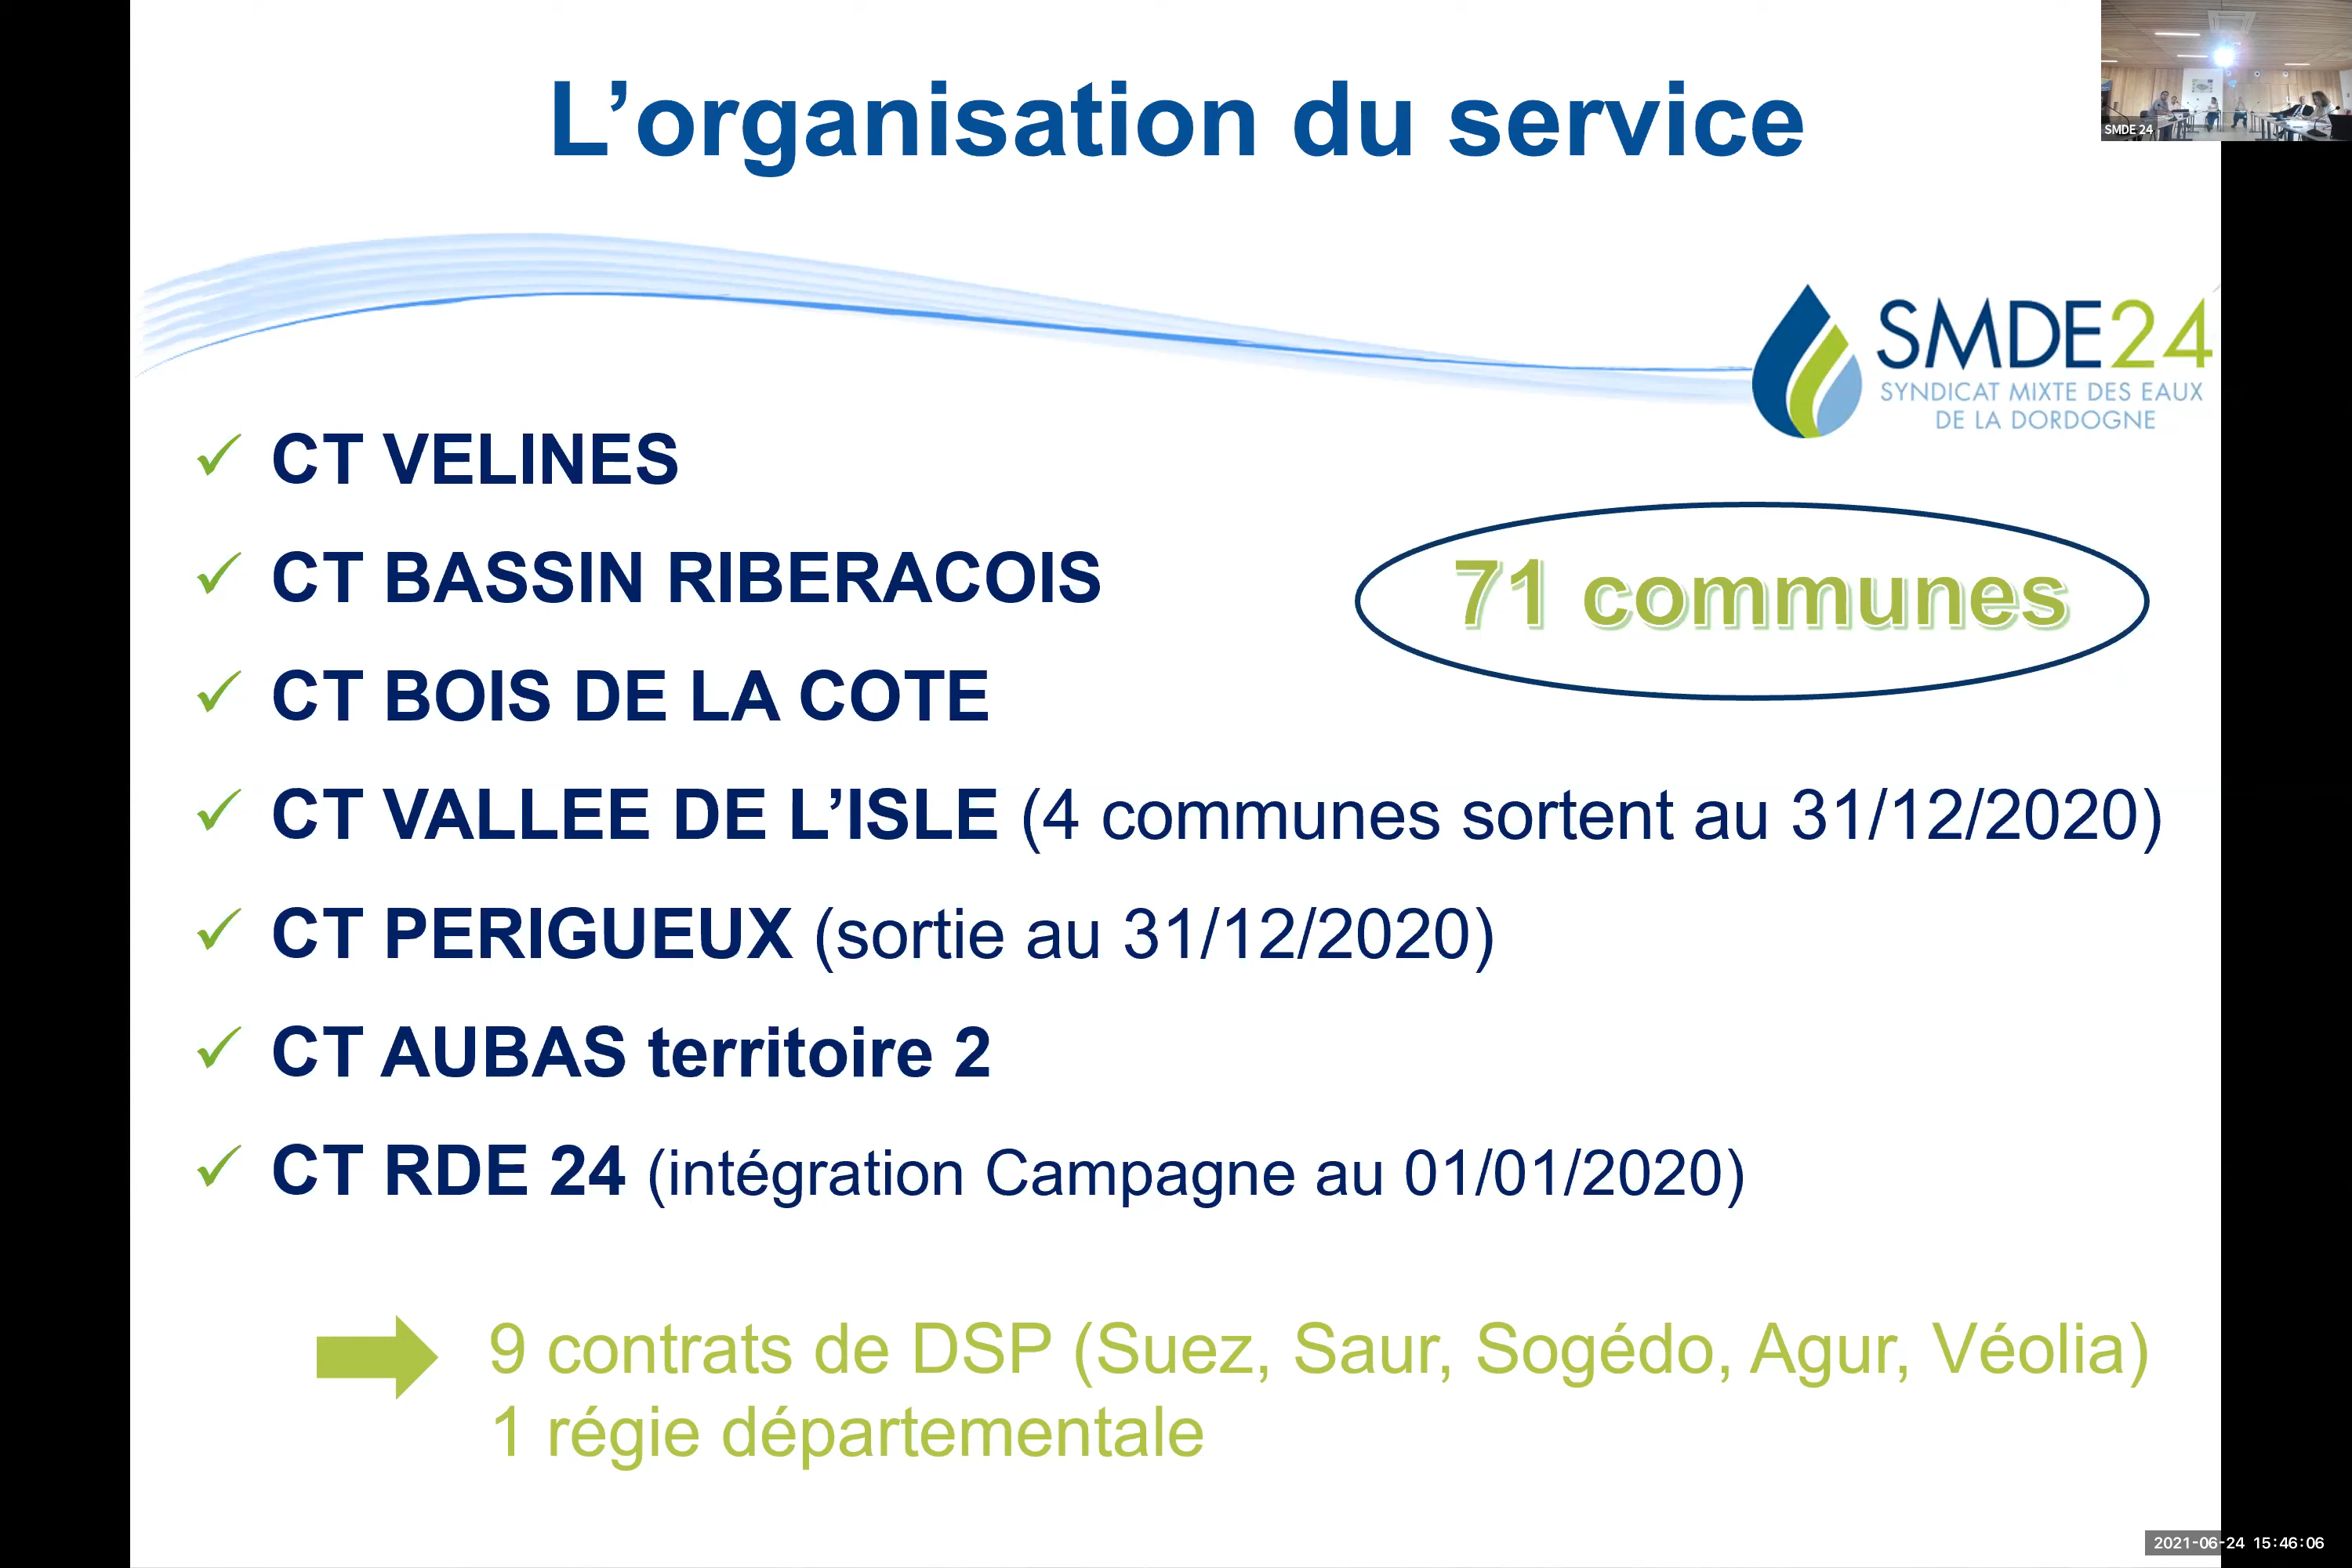 L’organisation du service
SMDE 24
SMDE24
SYNDICAT MIXTE DES EAUX
DE LA DORDOGNE
CT VELINES
CT BASSIN RIBERACOIS
71 communes
CT BOIS DE LA COTE
CT VALLEE DE L’ISLE (4 communes sortent au 31/12/2020)
CT PERIGUEUX (sortie au 31/12/2020)
CT AUBAS territoire 2
CT RDE 24 (intégration Campagne au 01/01/2020)
9 contrats de DSP (Suez, Saur, Sogédo, Agur, Véolia)
1 régie départementale
2021-06-24 15:46:06